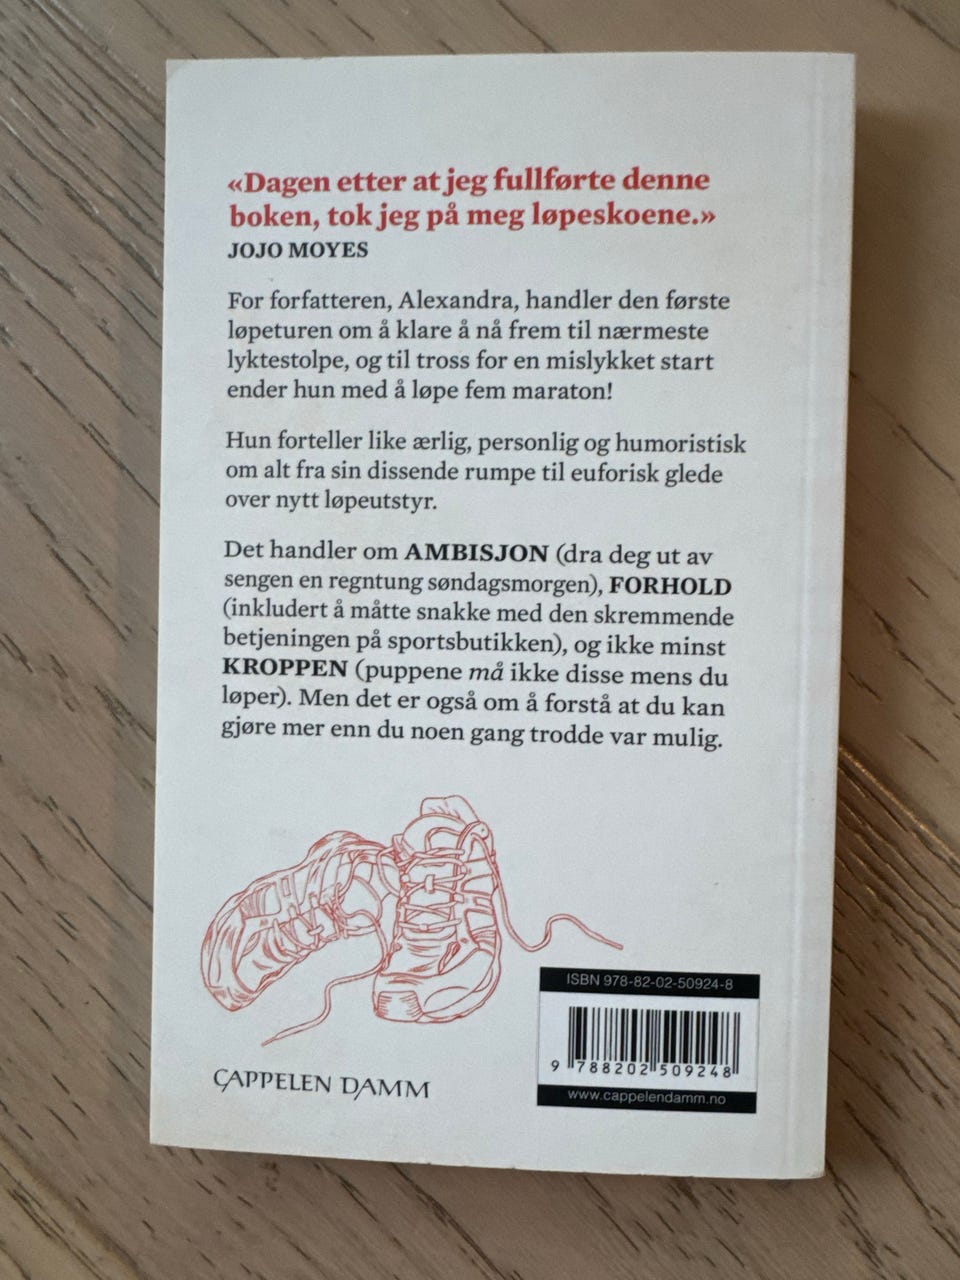 «Dagen etter at jeg fullførte denne
boken, tok jeg på meg løpeskoene.»
JOJO MOYES
For forfatteren, Alexandra, handler den første
løpeturen om å klare å nå frem til nærmeste
lyktestolpe, og til tross for en mislykket start
ender hun med å løpe fem maraton!
Hun forteller like ærlig, personlig og humoristisk
om alt fra sin dissende rumpe til euforisk glede
over nytt løpeutstyr.
Det handler om AMBISJON (dra deg ut av
sengen en regntung søndagsmorgen), FORHOLD
(inkludert å måtte snakke med den skremmende
betjeningen på sportsbutikken), og ikke minst
KROPPEN (puppene må ikke disse mens du
løper). Men det er også om å forstå at du kan
gjøre mer enn du noen gang trodde var mulig.
CAPPELEN DAMM
ISBN 978-82-02-50924-8
9 788202 509248
www.cappelendamm.no